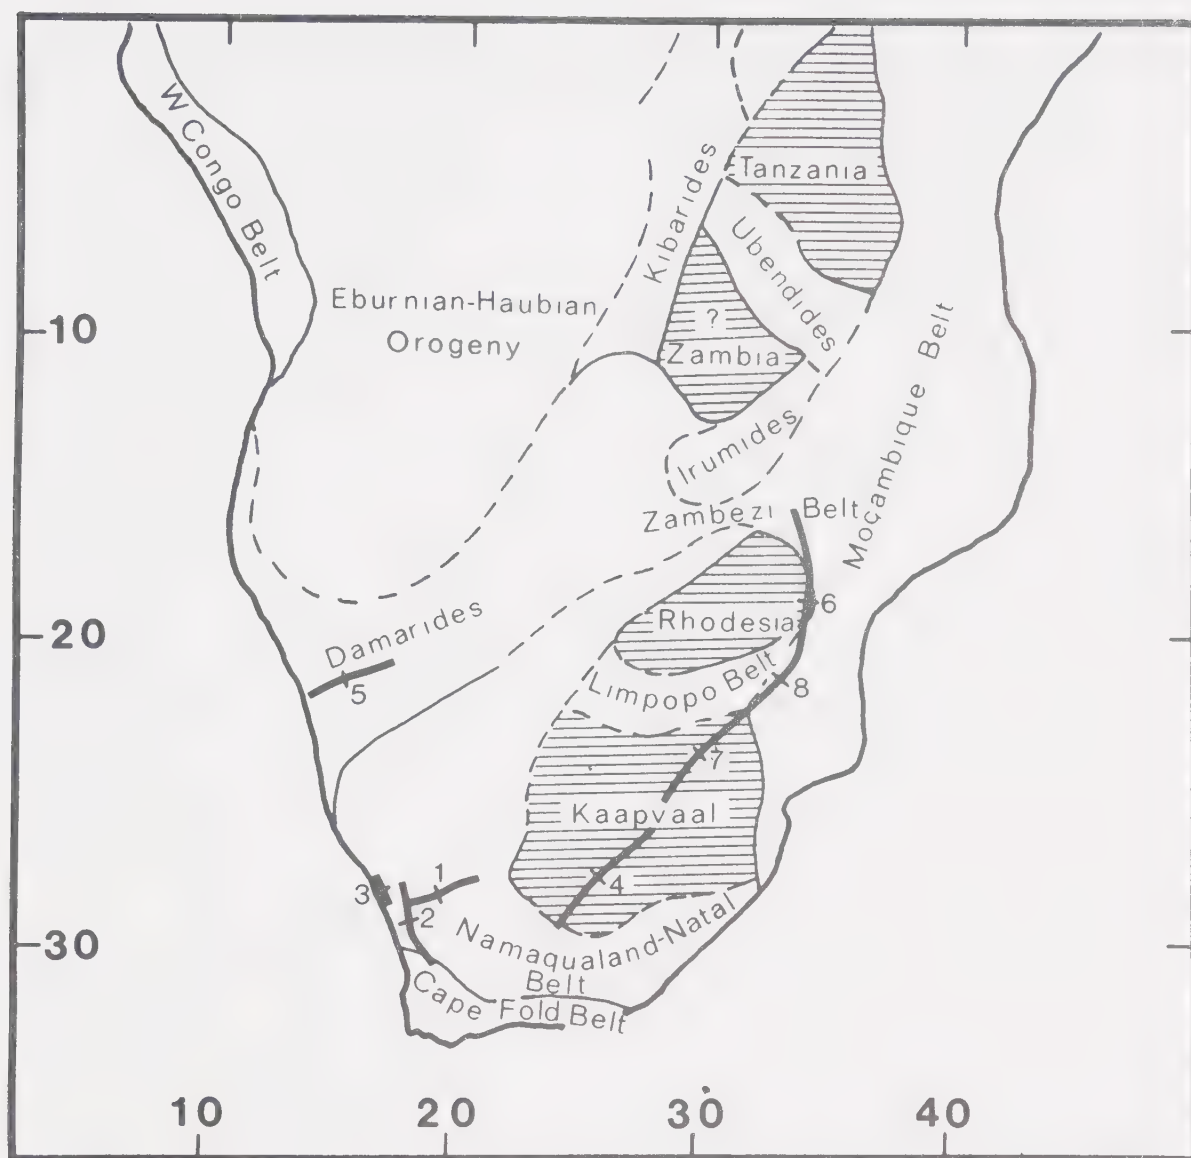 W Congo Belt
Tanzania
Kibarides
Ubendides
Eburnian-Haubian
Orogeny
-10
?
Zambia
Moçambique Belt
Irumides
Zambezi Belt
6
Rhodesia
-20
Damarides
5
Limpopo Belt
8
7
Kaapvaal
1
3
4
2
-30
Namaqualand-Natal
Belt
Cape Fold Belt
10 20 30 40